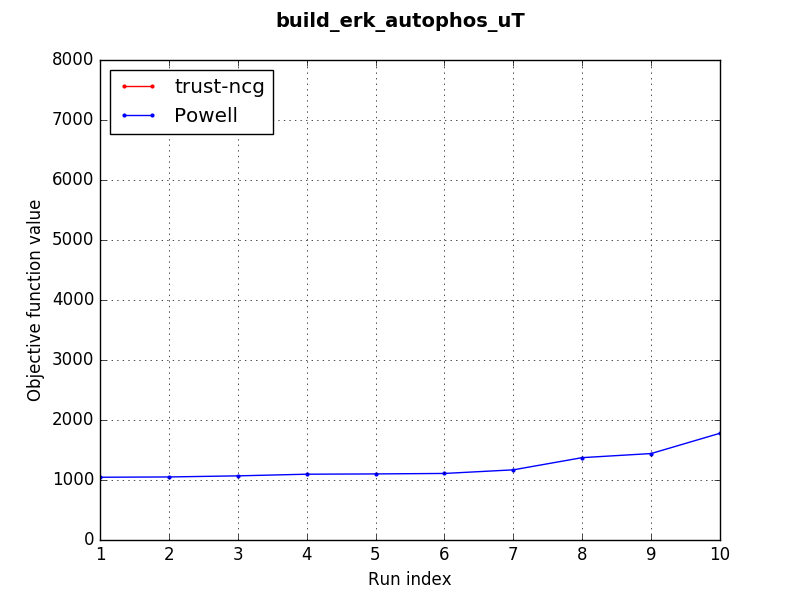 build_erk_autophos_uT
8000
7000
6000
5000
4000
3000
2000
1000
0
trust-ncg
Powell
Objective function value
1 2 3 4 5 6 7 8 9 10
Run index